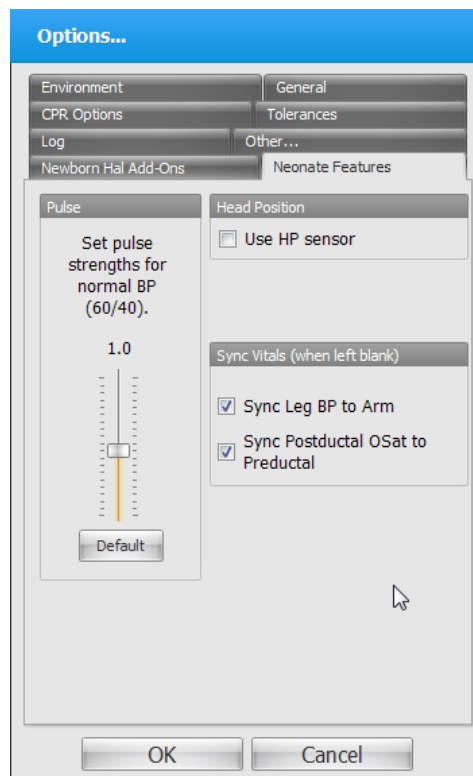 Options...
Environment
General
CPR Options
Tolerances
Log
Other...
Newborn Hal Add-Ons
Neonate Features
Pulse
Set pulse
strengths for
normal BP
(60/40).
1.0
Default
Head Position
Use HP sensor
Sync Vitals (when left blank)
Sync Leg BP to Arm
Sync Postductal OSat to
Preductal
OK
Cancel